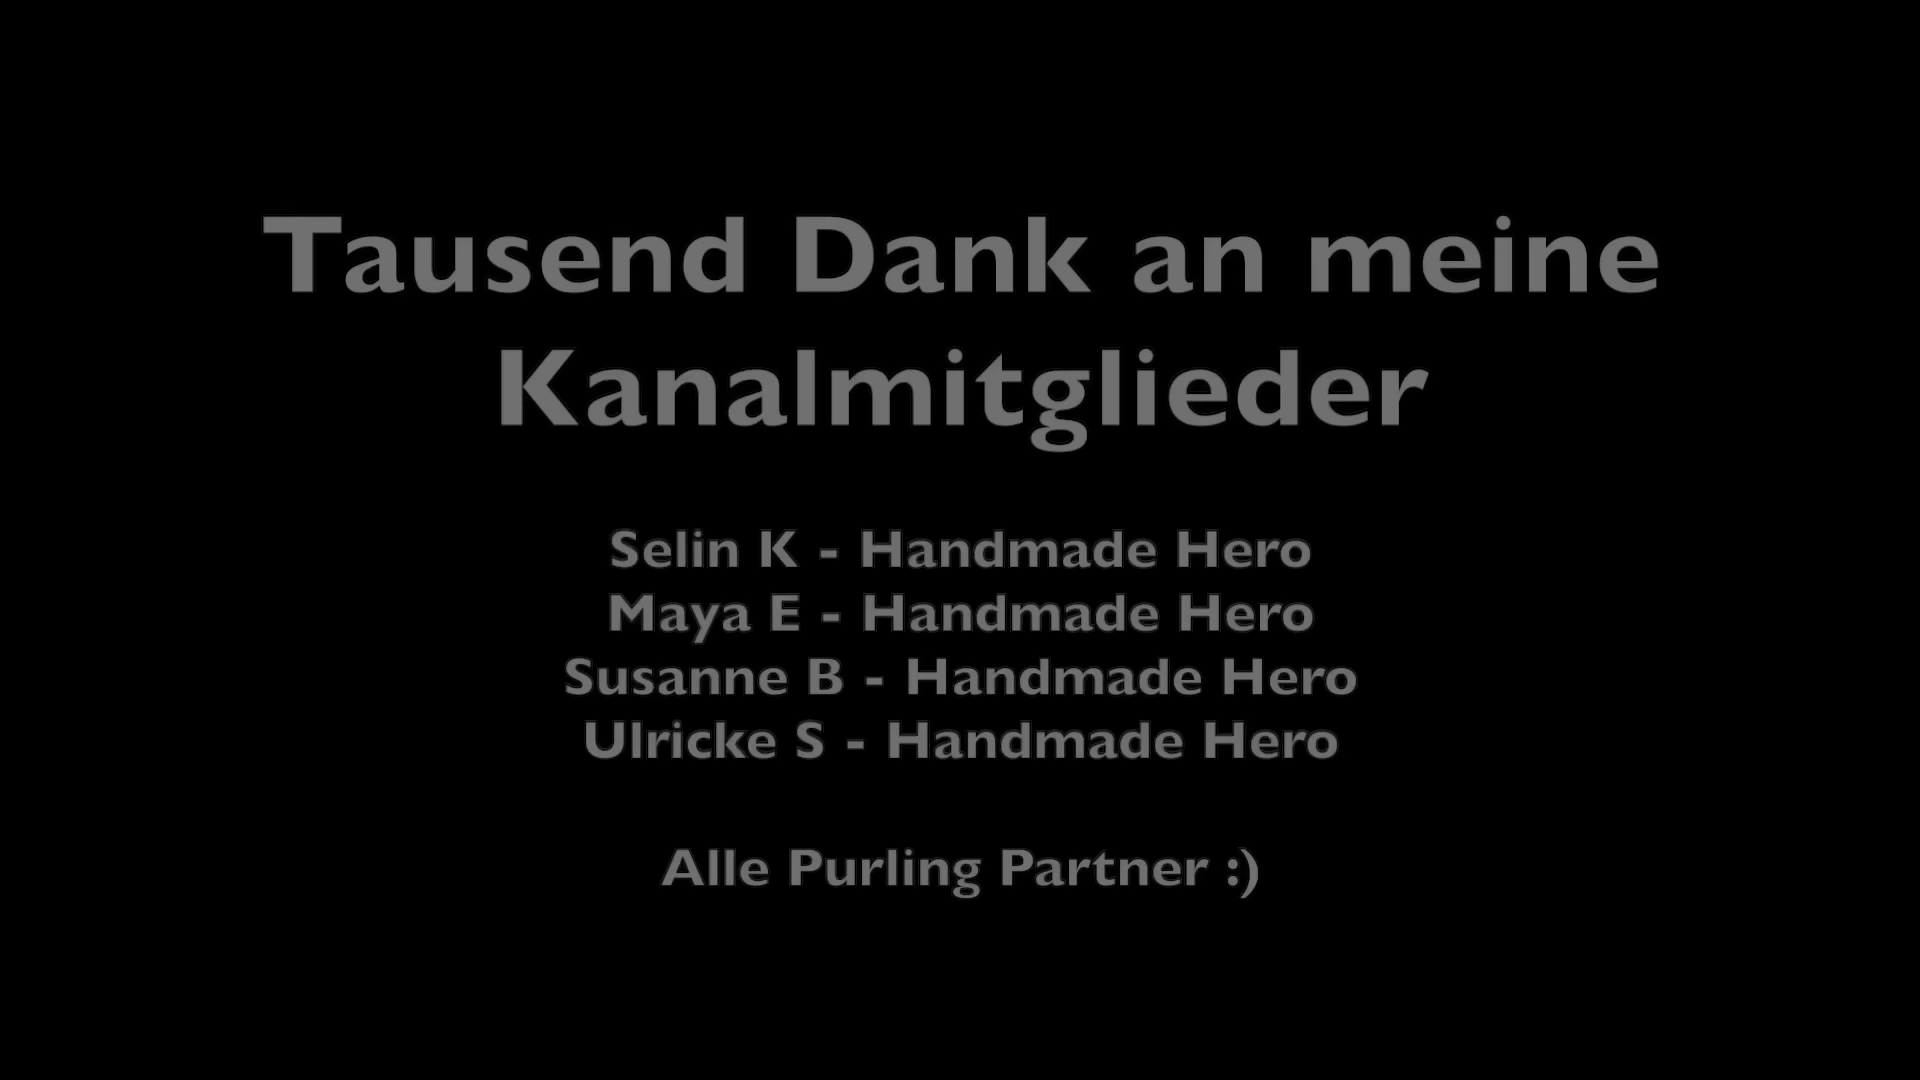 Tausend Dank an meine
Kanalmitglieder
Selin K - Handmade Hero
Maya E - Handmade Hero
Susanne B - Handmade Hero
Ulricke S - Handmade Hero
Alle Purling Partner :)